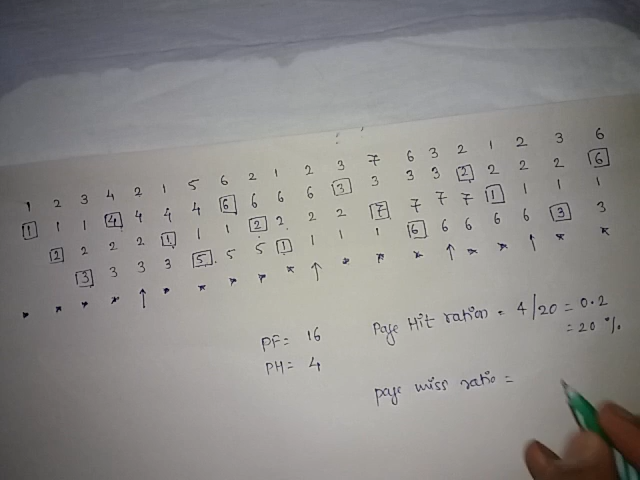 1 2 3 4 2 1 5 6 2 1 2 3 7 6 3 2 1 2 3 6
1 1 1 4 4 4 4 6 6 6 6 3 3 3 3 2 2 2 2 6
2 2 2 2 1 1 1 2 2 2 2 7 7 7 7 1 1 1 1
3 3 3 3 5 5 5 1 1 1 1 6 6 6 6 6 3 3
* * * * ↑ * * * * * ↑ * * * ↑ * * ↑ * *
PF = 16
PH = 4
Page Hit ration = 4/20 = 0.2
= 20 %
page miss ratio =